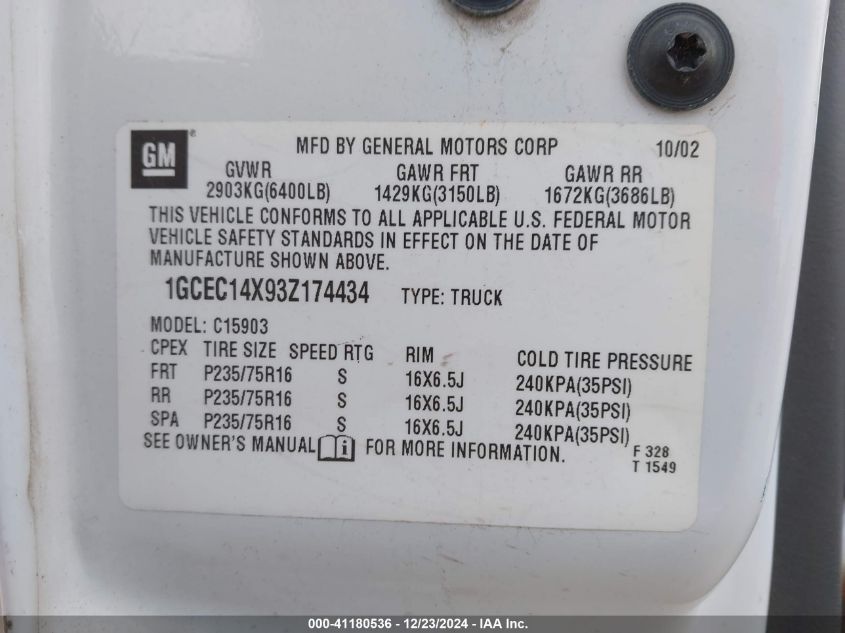 GM ®
MFD BY GENERAL MOTORS CORP 10/02
GVWR GAWR FRT GAWR RR
2903KG(6400LB) 1429KG(3150LB) 1672KG(3686LB)
THIS VEHICLE CONFORMS TO ALL APPLICABLE U.S. FEDERAL MOTOR
VEHICLE SAFETY STANDARDS IN EFFECT ON THE DATE OF
MANUFACTURE SHOWN ABOVE.
1GCEC14X93Z174434 TYPE: TRUCK
MODEL: C15903
CPEX TIRE SIZE SPEED RTG RIM COLD TIRE PRESSURE
FRT P235/75R16 S 16X6.5J 240KPA(35PSI)
RR P235/75R16 S 16X6.5J 240KPA(35PSI)
SPA P235/75R16 S 16X6.5J 240KPA(35PSI)
SEE OWNER'S MANUAL i FOR MORE INFORMATION.
F 328
T 1549
000-41180536 - 12/23/2024 - IAA Inc.